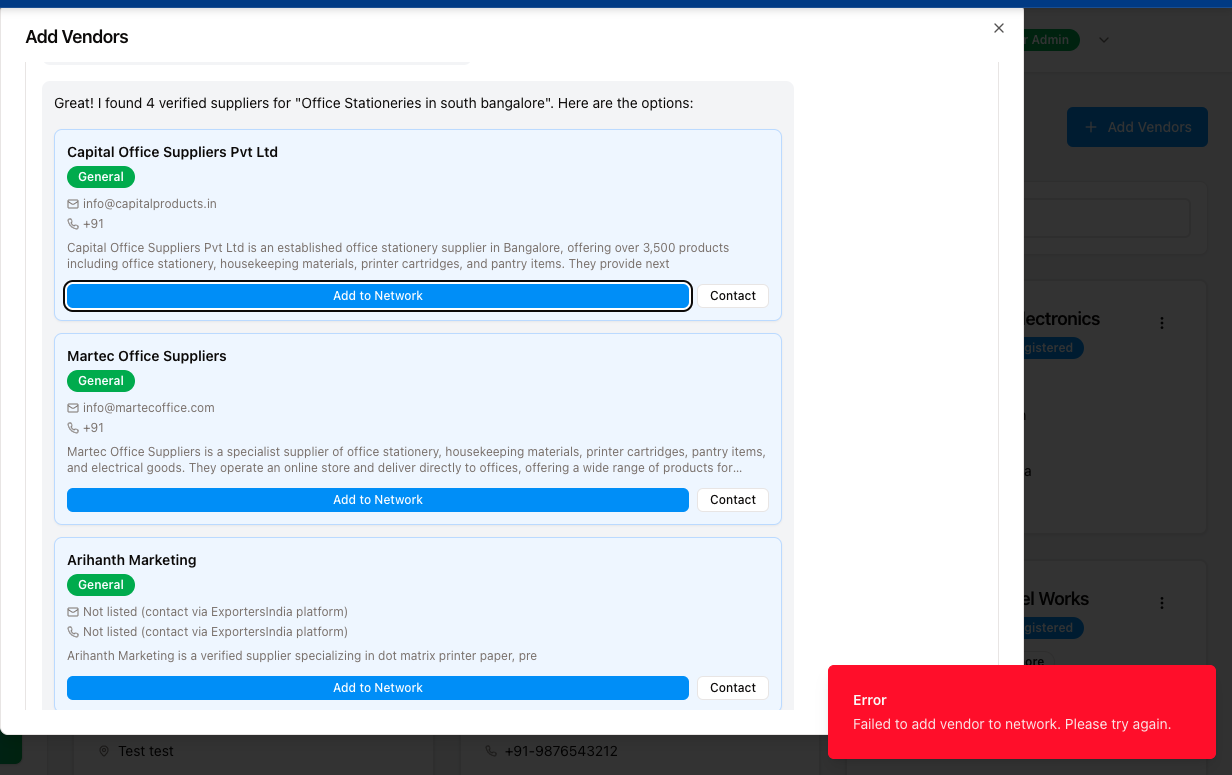 Add Vendors
r Admin
Add Vendors
Great! I found 4 verified suppliers for "Office Stationeries in south bangalore". Here are the options:
Capital Office Suppliers Pvt Ltd
General
info@capitalproducts.in
+91
Capital Office Suppliers Pvt Ltd is an established office stationery supplier in Bangalore, offering over 3,500 products
including office stationery, housekeeping materials, printer cartridges, and pantry items. They provide next
Add to Network
Contact
Martec Office Suppliers
General
info@martecoffice.com
+91
Martec Office Suppliers is a specialist supplier of office stationery, housekeeping materials, printer cartridges, pantry items,
and electrical goods. They operate an online store and deliver directly to offices, offering a wide range of products for...
Add to Network
Contact
Arihanth Marketing
General
Not listed (contact via ExportersIndia platform)
Not listed (contact via ExportersIndia platform)
Arihanth Marketing is a verified supplier specializing in dot matrix printer paper, pre
Add to Network
Contact
lectronics
gistered
a
el Works
gistered
ore
Error
Failed to add vendor to network. Please try again.
Test test
+91-9876543212